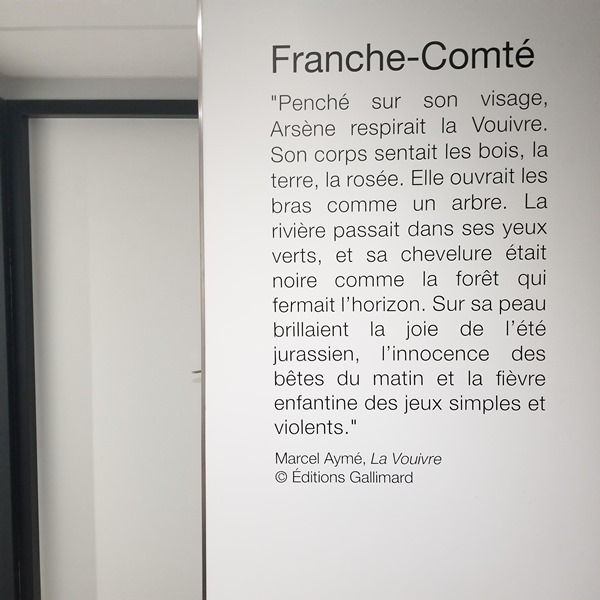 Franche-Comté
"Penché sur son visage,
Arsène respirait la Vouivre.
Son corps sentait les bois, la
terre, la rosée. Elle ouvrait les
bras comme un arbre. La
rivière passait dans ses yeux
verts, et sa chevelure était
noire comme la forêt qui
fermait l’horizon. Sur sa peau
brillaient la joie de l’été
jurassien, l’innocence des
bêtes du matin et la fièvre
enfantine des jeux simples et
violents."
Marcel Aymé, La Vouivre
© Éditions Gallimard